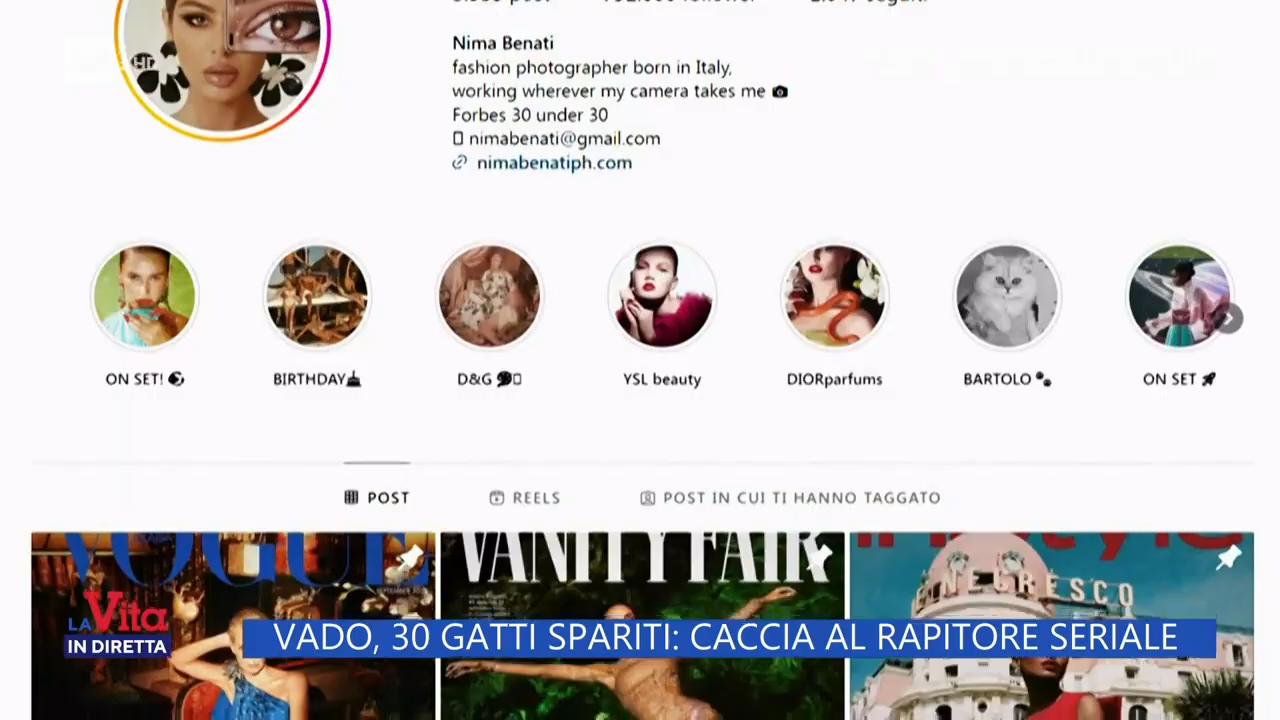 HD
Nima Benati
fashion photographer born in Italy,
working wherever my camera takes me
Forbes 30 under 30
nimabenati@gmail.com
nimabenatiph.com
ON SET!
BIRTHDAY
D&G
YSL beauty
DIORparfums
BARTOLO
ON SET
POST
REELS
POST IN CUI TI HANNO TAGGATO
VOGUE
VANITY FAIR
InStyle
NEGRESCO
LA Vita
IN DIRETTA
VADO, 30 GATTI SPARITI: CACCIA AL RAPITORE SERIALE